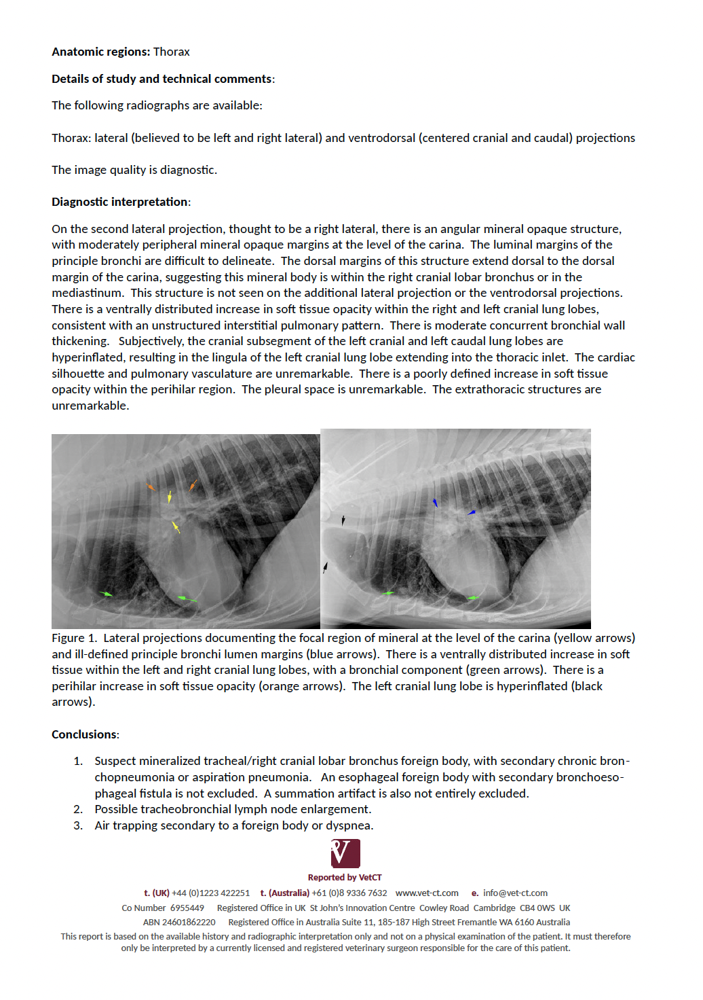 Anatomic regions: Thorax
Details of study and technical comments:
The following radiographs are available:
Thorax: lateral (believed to be left and right lateral) and ventrodorsal (centered cranial and caudal) projections
The image quality is diagnostic.
Diagnostic interpretation:
On the second lateral projection, thought to be a right lateral, there is an angular mineral opaque structure,
with moderately peripheral mineral opaque margins at the level of the carina.  The luminal margins of the
principle bronchi are difficult to delineate.  The dorsal margins of this structure extend dorsal to the dorsal
margin of the carina, suggesting this mineral body is within the right cranial lobar bronchus or in the
mediastinum.  This structure is not seen on the additional lateral projection or the ventrodorsal projections.
There is a ventrally distributed increase in soft tissue opacity within the right and left cranial lung lobes,
consistent with an unstructured interstitial pulmonary pattern.  There is moderate concurrent bronchial wall
thickening.   Subjectively, the cranial subsegment of the left cranial and left caudal lung lobes are
hyperinflated, resulting in the lingula of the left cranial lung lobe extending into the thoracic inlet.  The cardiac
silhouette and pulmonary vasculature are unremarkable.  There is a poorly defined increase in soft tissue
opacity within the perihilar region.  The pleural space is unremarkable.  The extrathoracic structures are
unremarkable.
Figure 1.  Lateral projections documenting the focal region of mineral at the level of the carina (yellow arrows)
and ill-defined principle bronchi lumen margins (blue arrows).  There is a ventrally distributed increase in soft
tissue within the left and right cranial lung lobes, with a bronchial component (green arrows).  There is a
perihilar increase in soft tissue opacity (orange arrows).  The left cranial lung lobe is hyperinflated (black
arrows).
Conclusions:
1. Suspect mineralized tracheal/right cranial lobar bronchus foreign body, with secondary chronic bron-
chopneumonia or aspiration pneumonia.   An esophageal foreign body with secondary bronchoeso-
phageal fistula is not excluded.  A summation artifact is also not entirely excluded.
2. Possible tracheobronchial lymph node enlargement.
3. Air trapping secondary to a foreign body or dyspnea.
V
Reported by VetCT
t. (UK) +44 (0)1223 422251 t. (Australia) +61 (0)8 9336 7632 www.vet-ct.com e. info@vet-ct.com
Co Number 6955449 Registered Office in UK St John's Innovation Centre Cowley Road Cambridge CB4 0WS UK
ABN 24601862220 Registered Office in Australia Suite 11, 185-187 High Street Fremantle WA 6160 Australia
This report is based on the available history and radiographic interpretation only and not on a physical examination of the patient. It must therefore
only be interpreted by a currently licensed and registered veterinary surgeon responsible for the care of this patient.